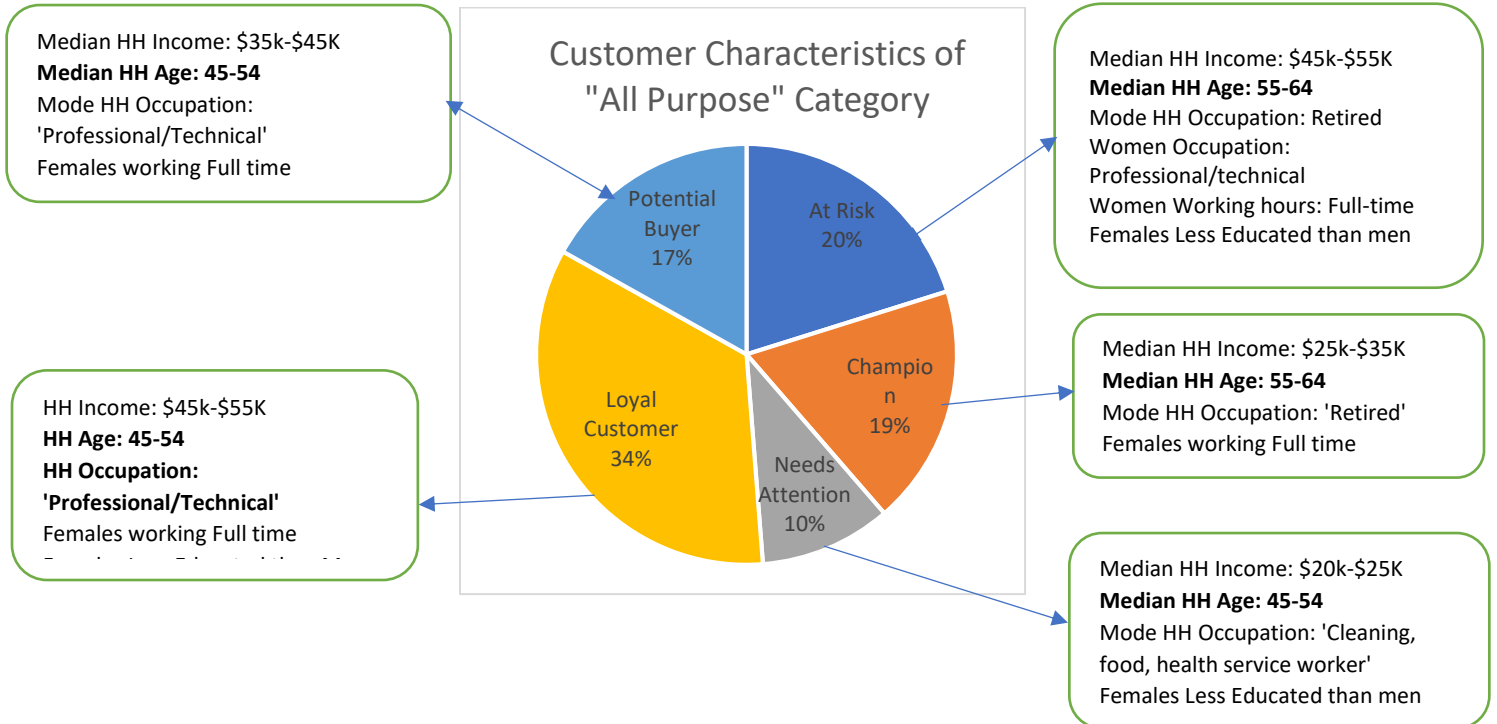 Median HH Income: $35k-$45K
Median HH Age: 45-54
Mode HH Occupation:
'Professional/Technical'
Females working Full time
Customer Characteristics of
"All Purpose" Category
Median HH Income: $45k-$55K
Median HH Age: 55-64
Mode HH Occupation: Retired
Women Occupation:
Professional/technical
Women Working hours: Full-time
Females Less Educated than men
Potential
Buyer
17%
At Risk
20%
Champio
n
19%
Median HH Income: $25k-$35K
Median HH Age: 55-64
Mode HH Occupation: 'Retired'
Females working Full time
HH Income: $45k-$55K
HH Age: 45-54
HH Occupation:
'Professional/Technical'
Females working Full time
Loyal
Customer
34%
Needs
Attention
10%
Median HH Income: $20k-$25K
Median HH Age: 45-54
Mode HH Occupation: 'Cleaning,
food, health service worker'
Females Less Educated than men